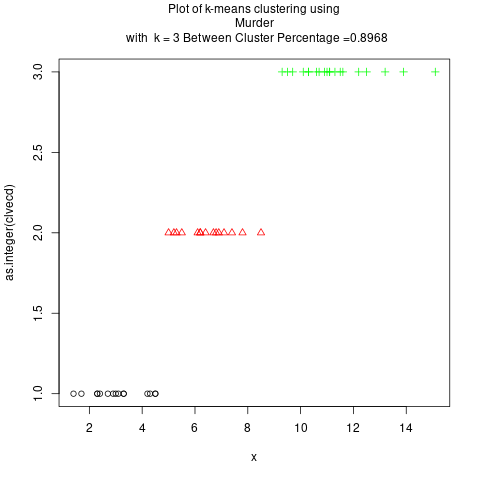 Plot of k-means clustering using
Murder
with k = 3 Between Cluster Percentage =0.8968
3.0
2.5
2.0
1.5
1.0
as.integer(clvecd)
2 4 6 8 10 12 14
x